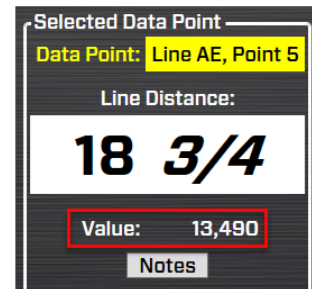 Selected Data Point
Data Point: Line AE, Point 5
Line Distance:
18 3/4
Value: 13,490
Notes